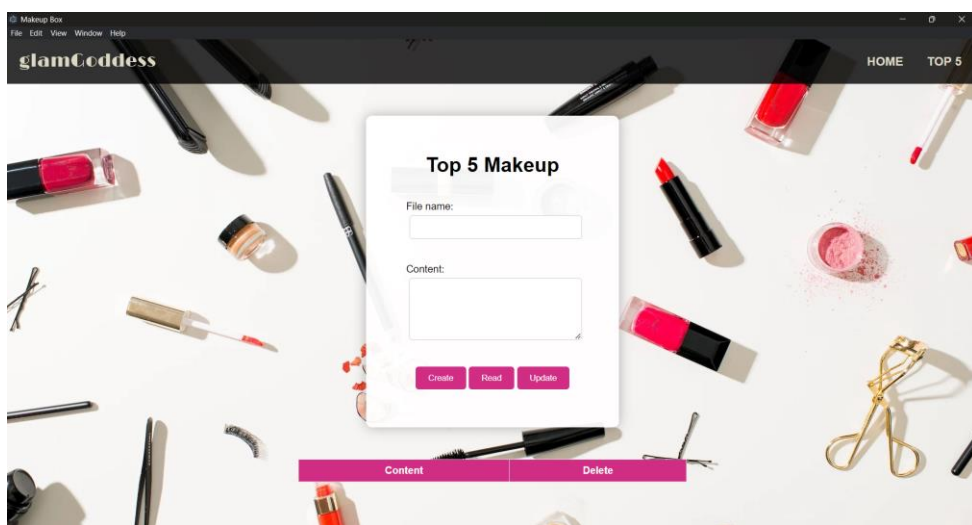 Makeup Box
File Edit View Window Help
glamGoddess HOME TOP 5
Top 5 Makeup
File name:
Content:
Create Read Update
Content Delete